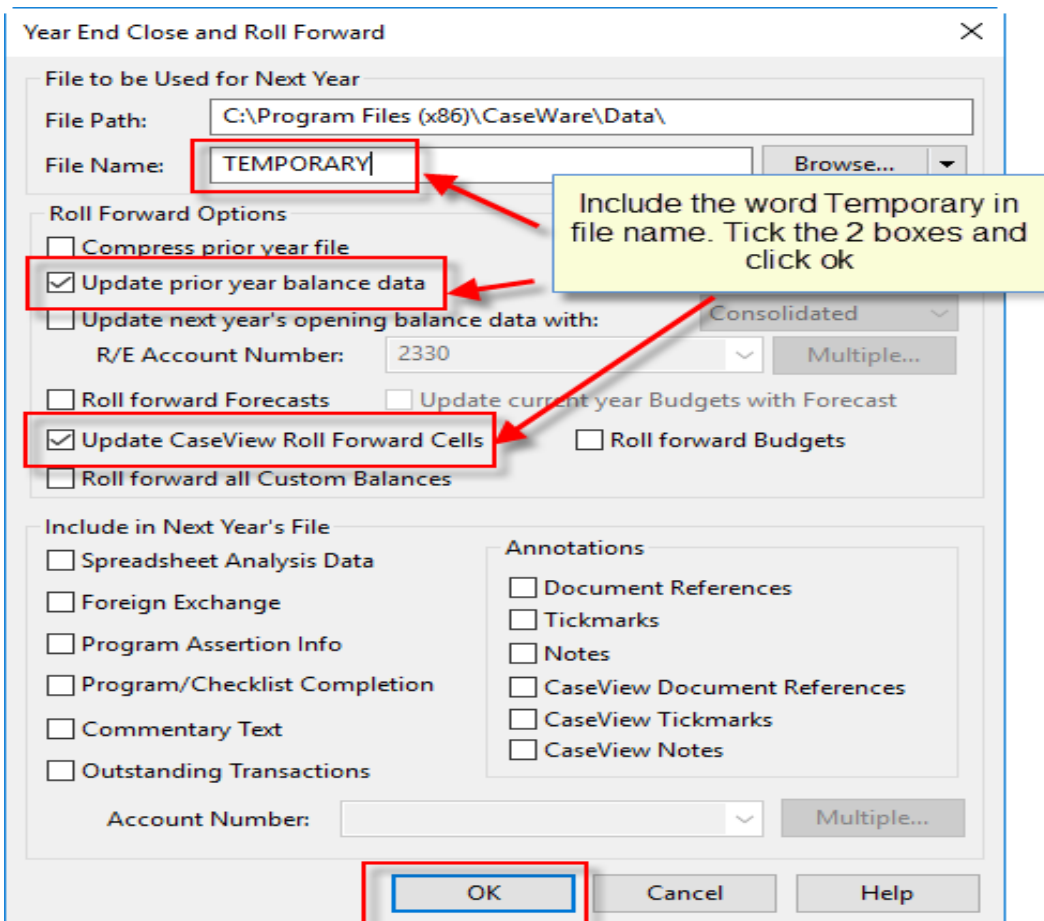 Year End Close and Roll Forward
File to be Used for Next Year
File Path: C:\Program Files (x86)\CaseWare\Data\
File Name: TEMPORARY Browse...
Include the word Temporary in
file name. Tick the 2 boxes and
click ok
Roll Forward Options
Compress prior year file
Update prior year balance data
Update next year's opening balance data with: Consolidated
R/E Account Number: 2330 Multiple...
Roll forward Forecasts Update current year Budgets with Forecast
Update CaseView Roll Forward Cells Roll forward Budgets
Roll forward all Custom Balances
Include in Next Year's File
Spreadsheet Analysis Data
Foreign Exchange
Program Assertion Info
Program/Checklist Completion
Commentary Text
Outstanding Transactions
Annotations
Document References
Tickmarks
Notes
CaseView Document References
CaseView Tickmarks
CaseView Notes
Account Number: Multiple...
OK Cancel Help